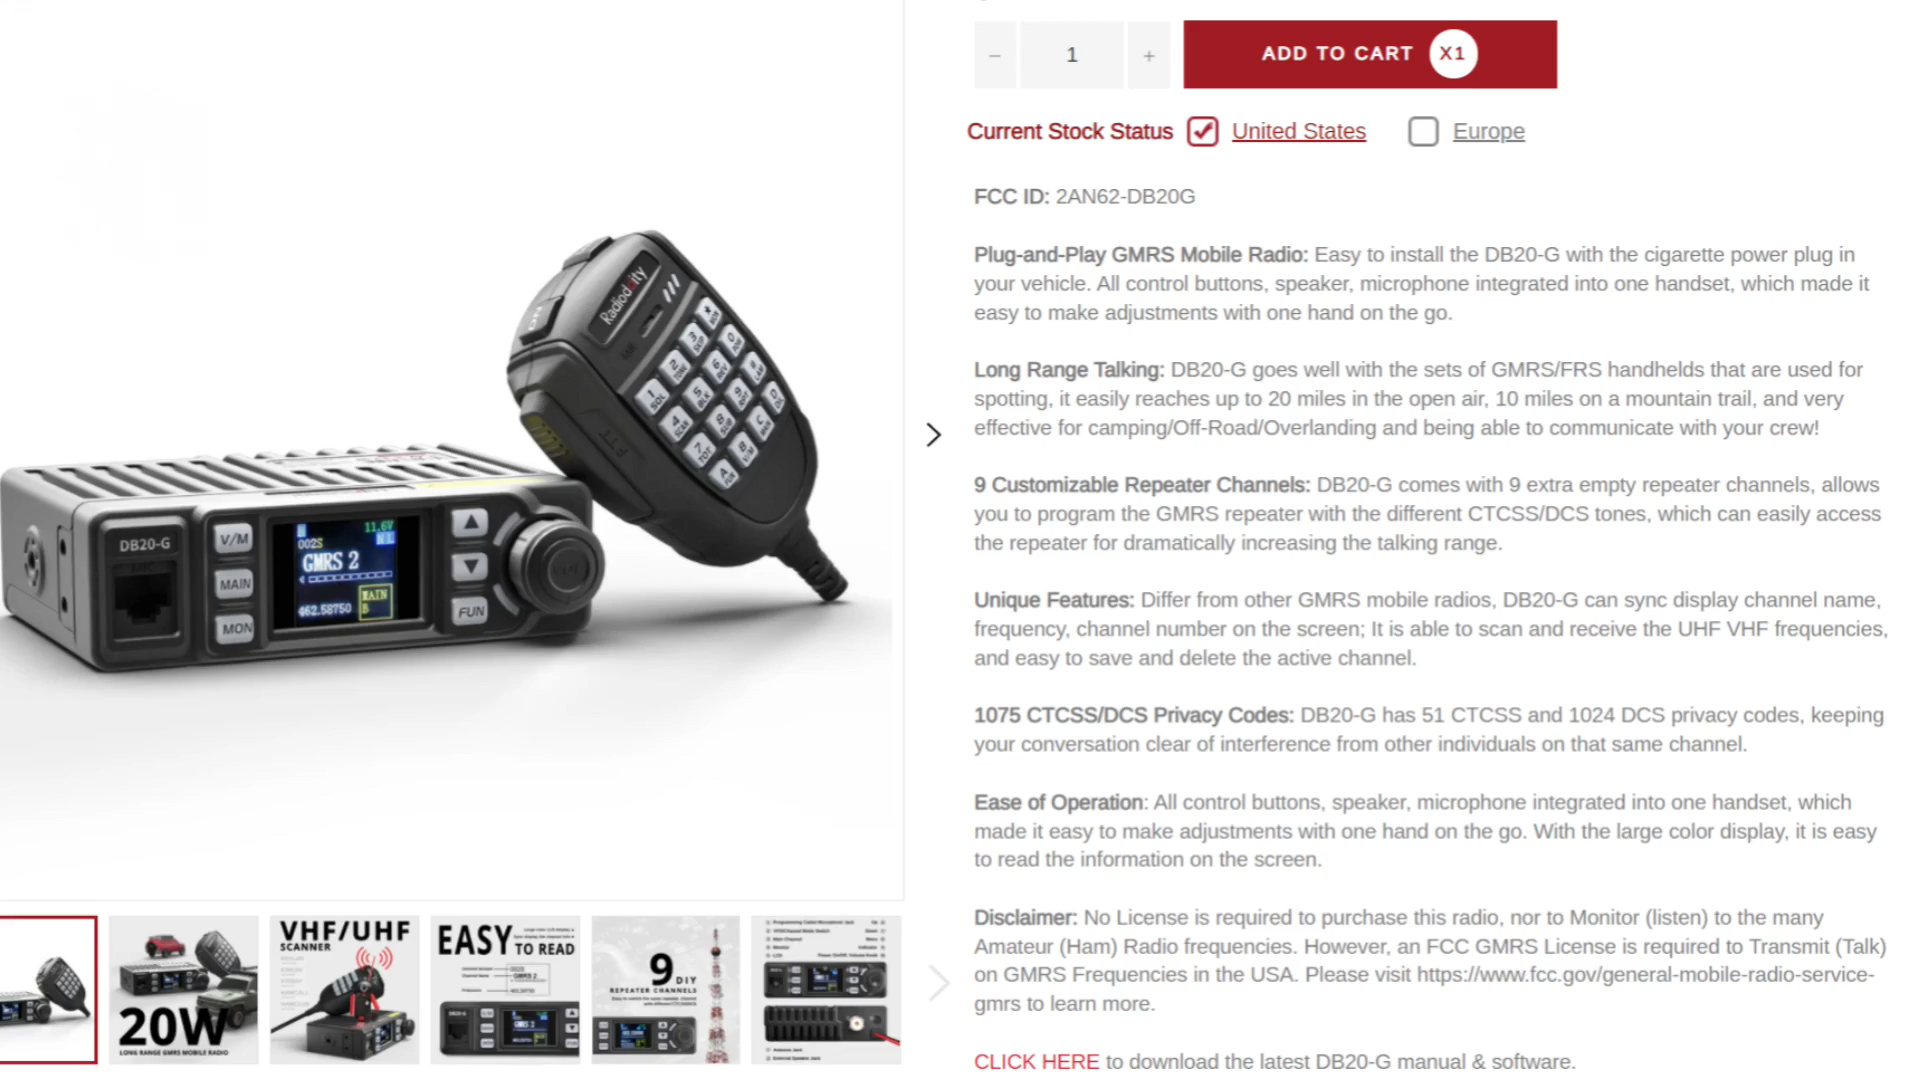 − 1 + ADD TO CART X1
Current Stock Status United States Europe
FCC ID: 2AN62-DB20G
Plug-and-Play GMRS Mobile Radio: Easy to install the DB20-G with the cigarette power plug in
your vehicle. All control buttons, speaker, microphone integrated into one handset, which made it
easy to make adjustments with one hand on the go.
Long Range Talking: DB20-G goes well with the sets of GMRS/FRS handhelds that are used for
spotting, it easily reaches up to 20 miles in the open air, 10 miles on a mountain trail, and very
effective for camping/Off-Road/Overlanding and being able to communicate with your crew!
9 Customizable Repeater Channels: DB20-G comes with 9 extra empty repeater channels, allows
you to program the GMRS repeater with the different CTCSS/DCS tones, which can easily access
the repeater for dramatically increasing the talking range.
Unique Features: Differ from other GMRS mobile radios, DB20-G can sync display channel name,
frequency, channel number on the screen; It is able to scan and receive the UHF VHF frequencies,
and easy to save and delete the active channel.
1075 CTCSS/DCS Privacy Codes: DB20-G has 51 CTCSS and 1024 DCS privacy codes, keeping
your conversation clear of interference from other individuals on that same channel.
Ease of Operation: All control buttons, speaker, microphone integrated into one handset, which
made it easy to make adjustments with one hand on the go. With the large color display, it is easy
to read the information on the screen.
Disclaimer: No License is required to purchase this radio, nor to Monitor (listen) to the many
Amateur (Ham) Radio frequencies. However, an FCC GMRS License is required to Transmit (Talk)
on GMRS Frequencies in the USA. Please visit https://www.fcc.gov/general-mobile-radio-service-
gmrs to learn more.
CLICK HERE to download the latest DB20-G manual & software.
Radioddity
MIC
PTT
DB20-G
MIC
V/M
MAIN
MON
11.6V
002S
GMRS 2
462.58750
MAIN
B
FUN
VOL
20W
LONG RANGE GMRS MOBILE RADIO
VHF/UHF
SCANNER
EASY
TO READ
9 DIY
REPEATER CHANNELS